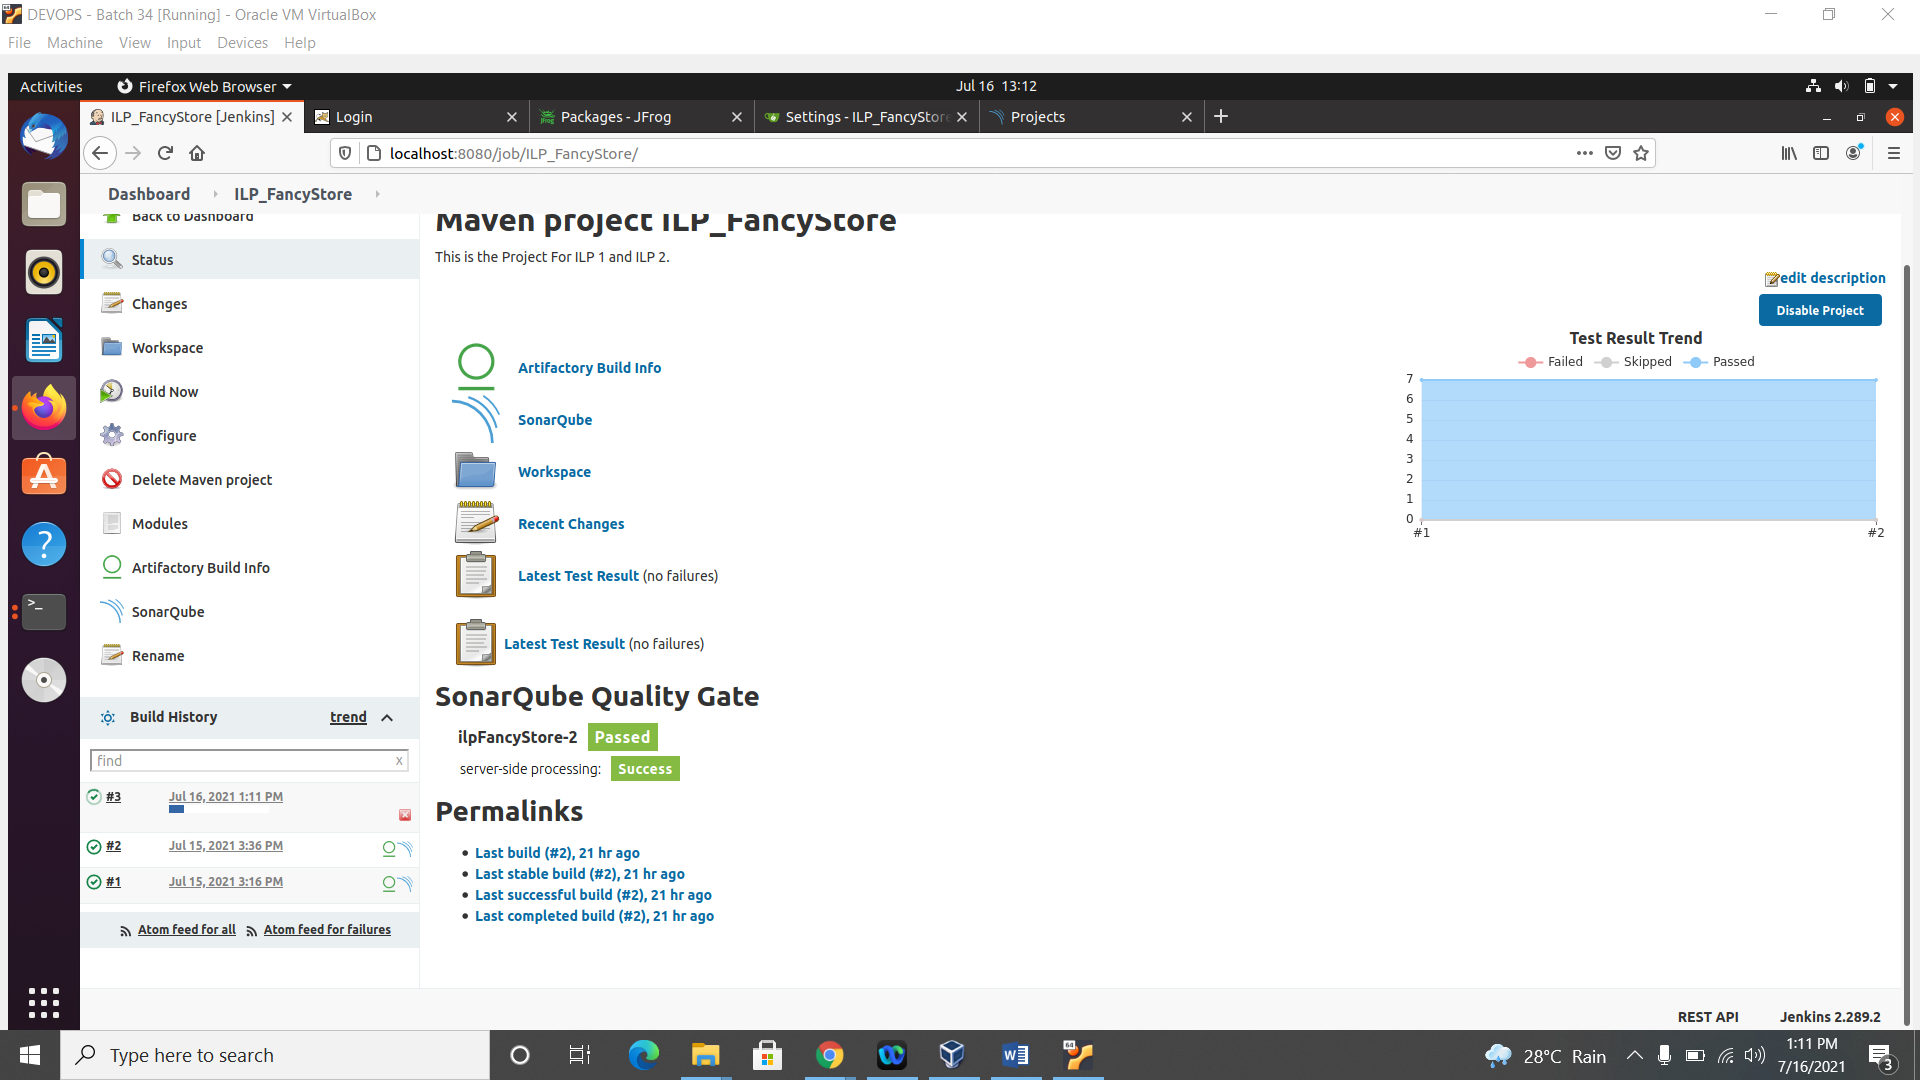 DEVOPS - Batch 34 [Running] - Oracle VM VirtualBox
File Machine View Input Devices Help
Activities Firefox Web Browser Jul 16 13:12
ILP_FancyStore [Jenkins] Login Packages - JFrog Settings - ILP_FancyStore Projects
localhost:8080/job/ILP_FancyStore/
Dashboard ILP_FancyStore
Back to Dashboard
Status
Changes
Workspace
Build Now
Configure
Delete Maven project
Modules
Artifactory Build Info
SonarQube
Rename
Build History trend
find x
#3 Jul 16, 2021 1:11 PM
#2 Jul 15, 2021 3:36 PM
#1 Jul 15, 2021 3:16 PM
Atom feed for all Atom feed for failures
Maven project ILP_FancyStore
This is the Project For ILP 1 and ILP 2.
edit description
Disable Project
Artifactory Build Info
SonarQube
Workspace
Recent Changes
Latest Test Result (no failures)
Latest Test Result (no failures)
Test Result Trend
Failed Skipped Passed
7
6
5
4
3
2
1
0
#1 #2
SonarQube Quality Gate
ilpFancyStore-2 Passed
server-side processing: Success
Permalinks
Last build (#2), 21 hr ago
Last stable build (#2), 21 hr ago
Last successful build (#2), 21 hr ago
Last completed build (#2), 21 hr ago
REST API Jenkins 2.289.2
Type here to search
28°C Rain
1:11 PM
7/16/2021
3